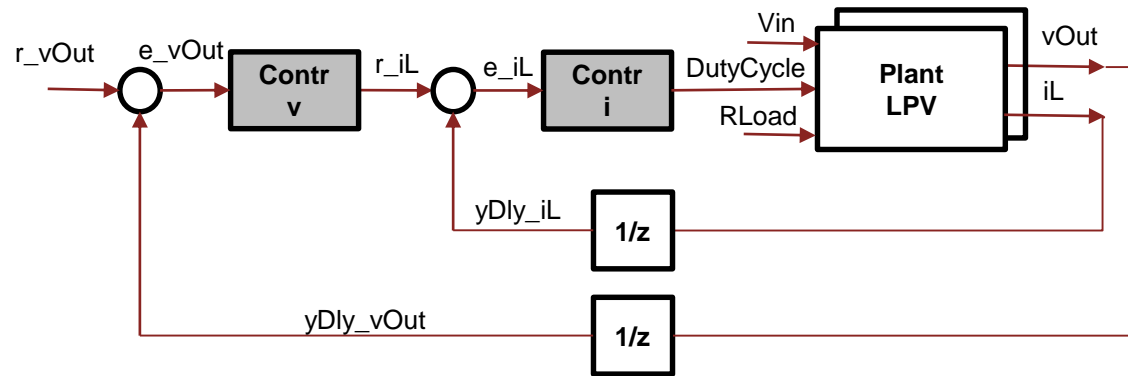 r_vOut
e_vOut
Contr
v
r_iL
e_iL
Contr
i
Vin
DutyCycle
RLoad
Plant
LPV
vOut
iL
yDly_iL
1/z
yDly_vOut
1/z